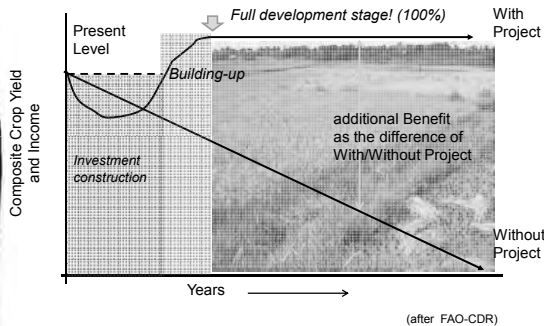 Full development stage! (100%)
With
Project
Present
Level
Building-up
Composite Crop Yield
and Income
additional Benefit
as the difference of
With/Without Project
Investment
construction
Without
Project
Years
(after FAO-CDR)